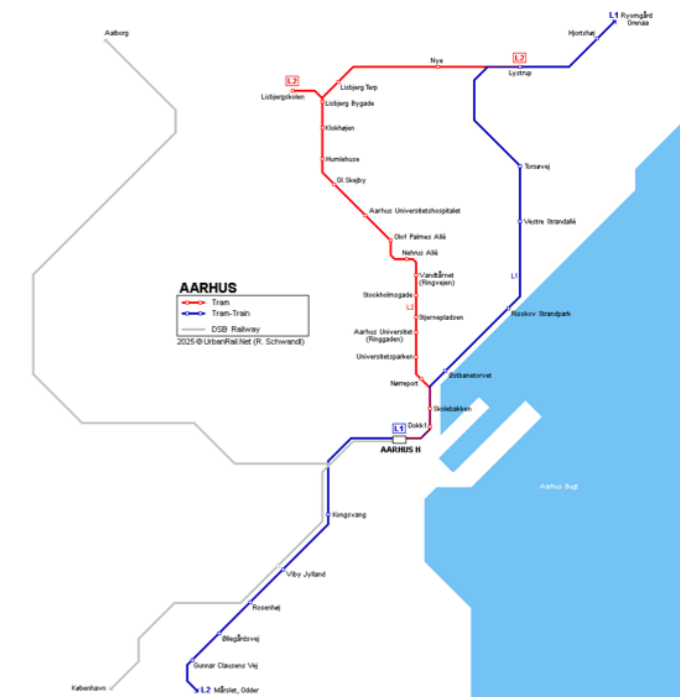 L1 Ryomgård
Grenaa
Hjortshøj
Aalborg
Nye
L2
Lystrup
L2
Lisbjerg Terp
Lisbjergskolen
Lisbjerg Bygade
Klokhøjen
Humlehuse
Torsøvej
Gl.Skejby
Aarhus Universitetshospitalet
Vestre Strandallé
Olof Palmes Allé
Nehrus Allé
Vandtårnet
(Ringvejen)
L1
AARHUS
Stockholmsgade
Tram
L2
Tram-Train
Stjernepladsen
Risskov Strandpark
DSB Railway
Aarhus Universitet
(Ringgaden)
2025 © UrbanRail.Net (R. Schwandl)
Universitetsparken
Østbanetorvet
Nørreport
Skolebakken
Dokk1
L1
AARHUS H
Aarhus Bugt
Kongsvang
Viby Jylland
Rosenhøj
Øllegårdsvej
Gunnar Clausens Vej
København
L2 Mårslet, Odder